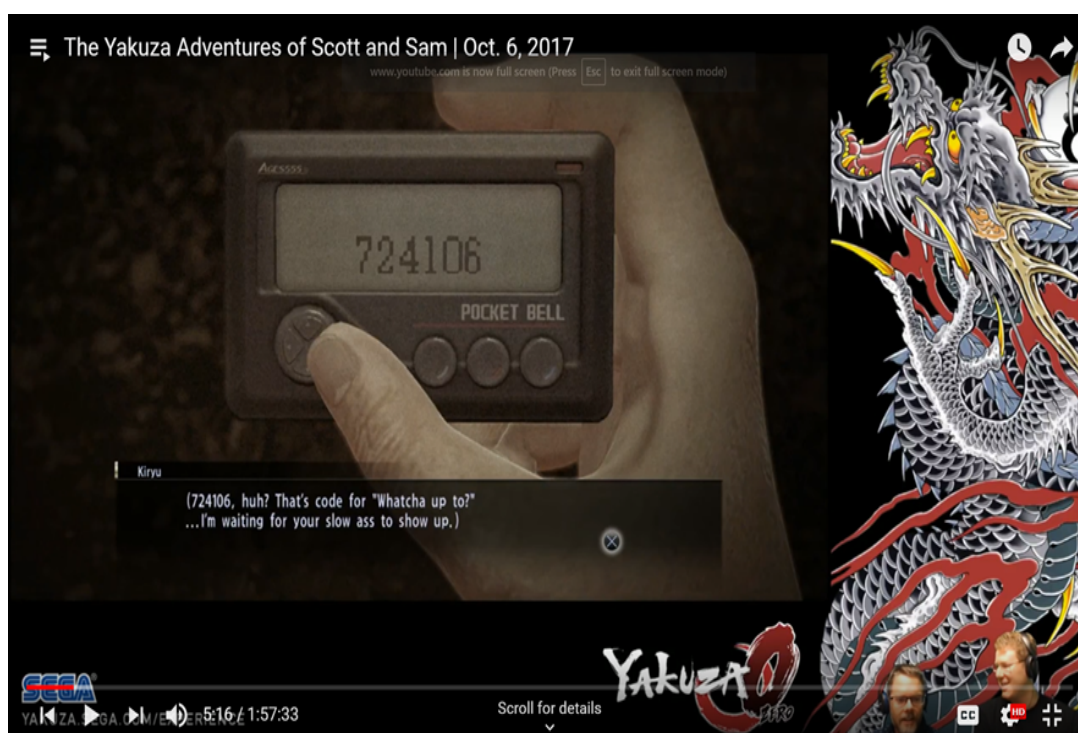 The Yakuza Adventures of Scott and Sam | Oct. 6, 2017
www.youtube.com is now full screen (Press Esc to exit full screen mode)
AGESSSS
724106
POCKET BELL
Kiryu
(724106, huh? That's code for "Whatcha up to?"
...I'm waiting for your slow ass to show up.)
YAKUZA 0
ZERO
SEGA
YAKUZA.SEGA.COM/EXPERIENCE
5:16 / 1:57:33
Scroll for details
CC
HD